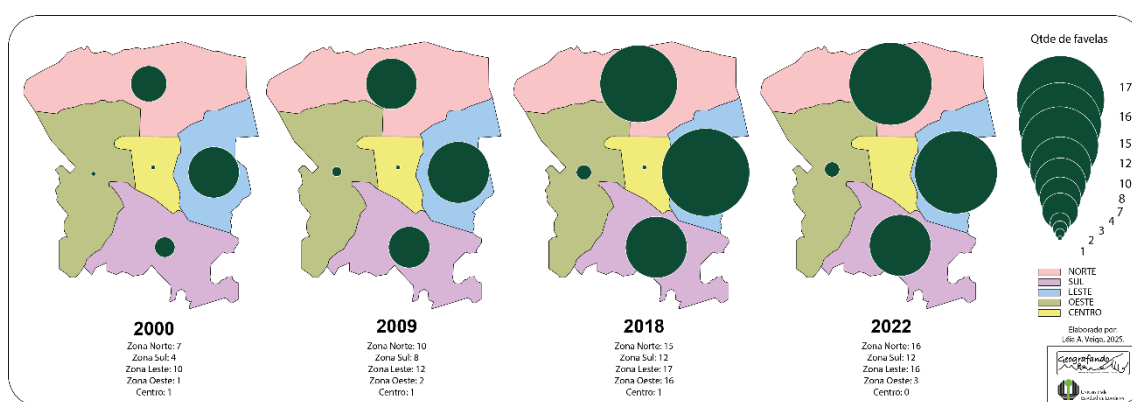 2000
Zona Norte: 7
Zona Sul: 4
Zona Leste: 10
Zona Oeste: 1
Centro: 1
2009
Zona Norte: 10
Zona Sul: 8
Zona Leste: 12
Zona Oeste: 2
Centro: 1
2018
Zona Norte: 15
Zona Sul: 12
Zona Leste: 17
Zona Oeste: 16
Centro: 1
2022
Zona Norte: 16
Zona Sul: 12
Zona Leste: 16
Zona Oeste: 3
Centro: 0
Qtde de favelas
17
16
15
12
10
8
7
4
3
2
1
NORTE
SUL
LESTE
OESTE
CENTRO
Elaborado por:
Léia A. Veiga, 2025.
Geografando